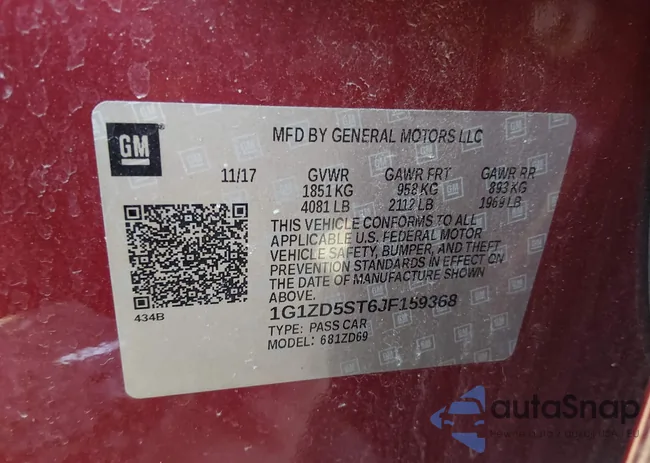 GM
MFD BY GENERAL MOTORS LLC
11/17 GVWR GAWR FRT GAWR RR
1851 KG 958 KG 893 KG
4081 LB 2112 LB 1969 LB
THIS VEHICLE CONFORMS TO ALL
APPLICABLE U.S. FEDERAL MOTOR
VEHICLE SAFETY, BUMPER, AND THEFT
PREVENTION STANDARDS IN EFFECT ON
THE DATE OF MANUFACTURE SHOWN
ABOVE.
434B
1G1ZD5ST6JF159368
TYPE: PASS CAR
MODEL: 681ZD69
autaSnap